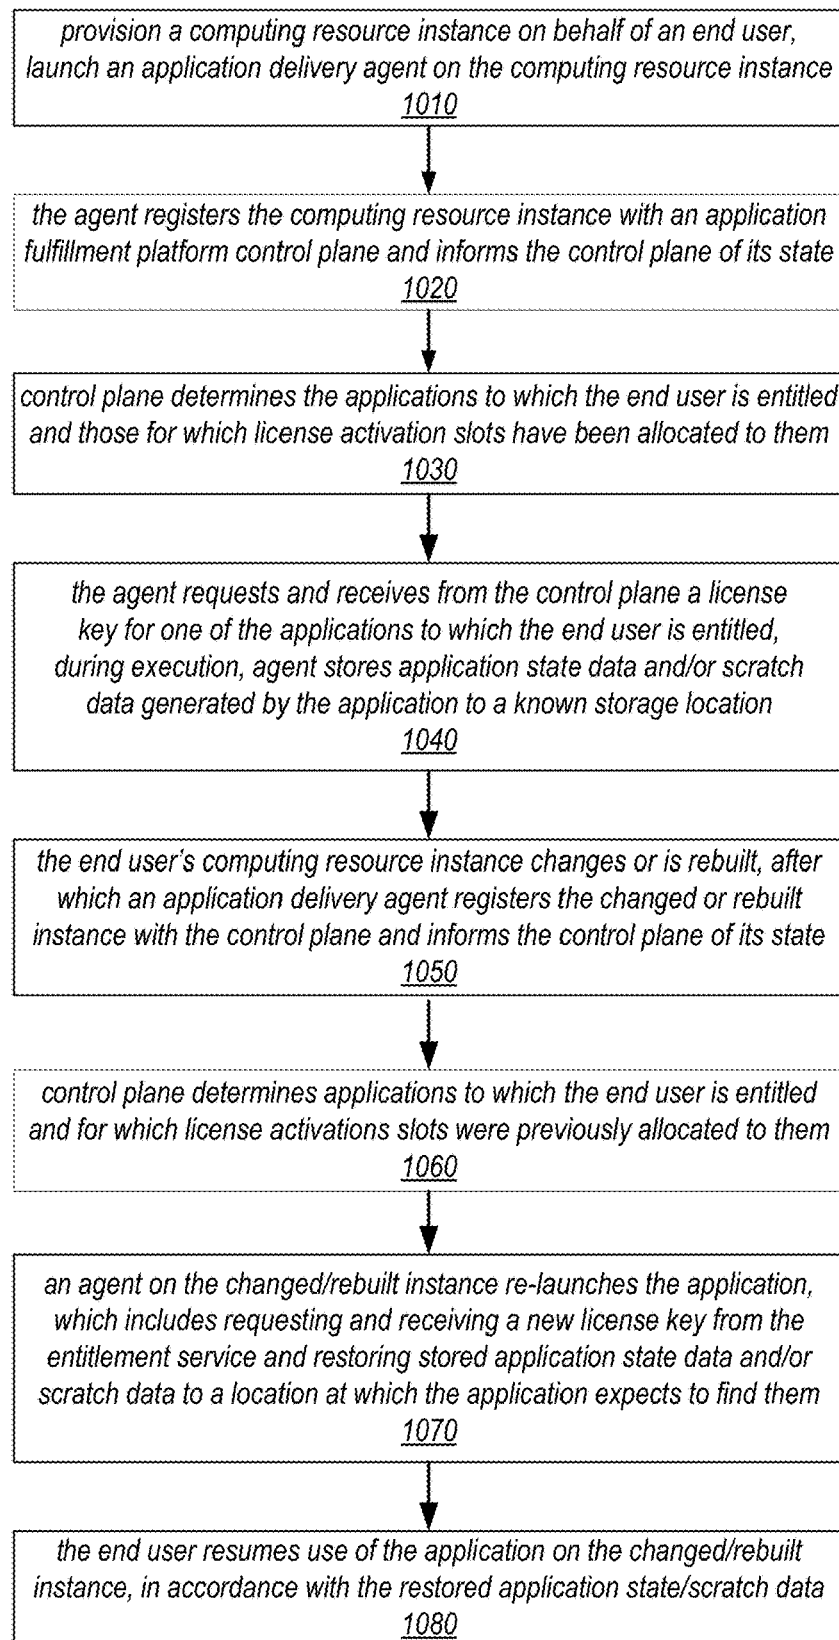 provision a computing resource instance on behalf of an end user,
launch an application delivery agent on the computing resource instance
1010
the agent registers the computing resource instance with an application
fulfillment platform control plane and informs the control plane of its state
1020
control plane determines the applications to which the end user is entitled
and those for which license activation slots have been allocated to them
1030
the agent requests and receives from the control plane a license
key for one of the applications to which the end user is entitled,
during execution, agent stores application state data and/or scratch
data generated by the application to a known storage location
1040
the end user's computing resource instance changes or is rebuilt, after
which an application delivery agent registers the changed or rebuilt
instance with the control plane and informs the control plane of its state
1050
control plane determines applications to which the end user is entitled
and for which license activations slots were previously allocated to them
1060
an agent on the changed/rebuilt instance re-launches the application,
which includes requesting and receiving a new license key from the
entitlement service and restoring stored application state data and/or
scratch data to a location at which the application expects to find them
1070
the end user resumes use of the application on the changed/rebuilt
instance, in accordance with the restored application state/scratch data
1080